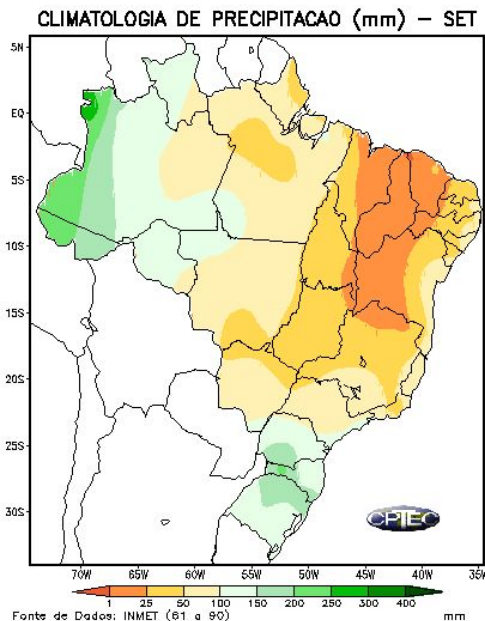 CLIMATOLOGIA DE PRECIPITACAO (mm) – SET
5N
EQ
5S
10S
15S
20S
25S
30S
CPTEC
70W 65W 60W 55W 50W 45W 40W 35W
1 25 50 100 150 200 250 300 400
Fonte de Dados: INMET (61 a 90) mm